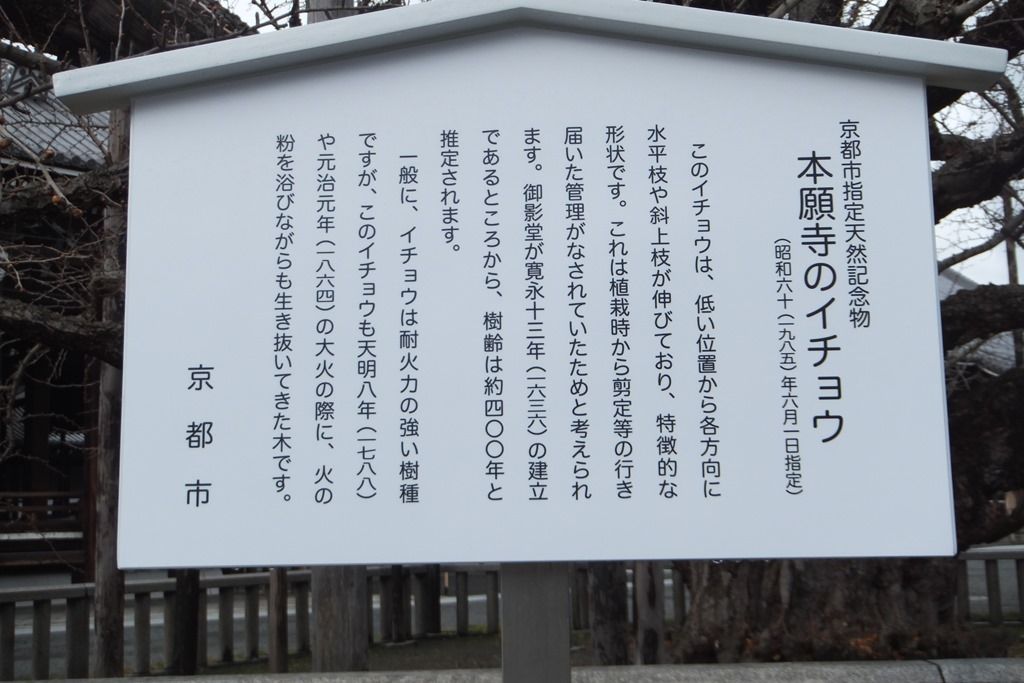 京都市指定天然記念物
本願寺のイチョウ
(昭和六十(一九八五)年六月一日指定)
このイチョウは、低い位置から各方向に
水平枝や斜上枝が伸びており、特徴的な
形状です。これは植栽時から剪定等の行き
届いた管理がなされていたためと考えられ
ます。御影堂が寛永十三年(一六三六)の建立
であるところから、樹齢は約四〇〇年と
推定されます。
一般に、イチョウは耐火力の強い樹種
ですが、このイチョウも天明八年(一七八八)
や元治元年(一八六四)の大火の際に、火の
粉を浴びながらも生き抜いてきた木です。
京都市